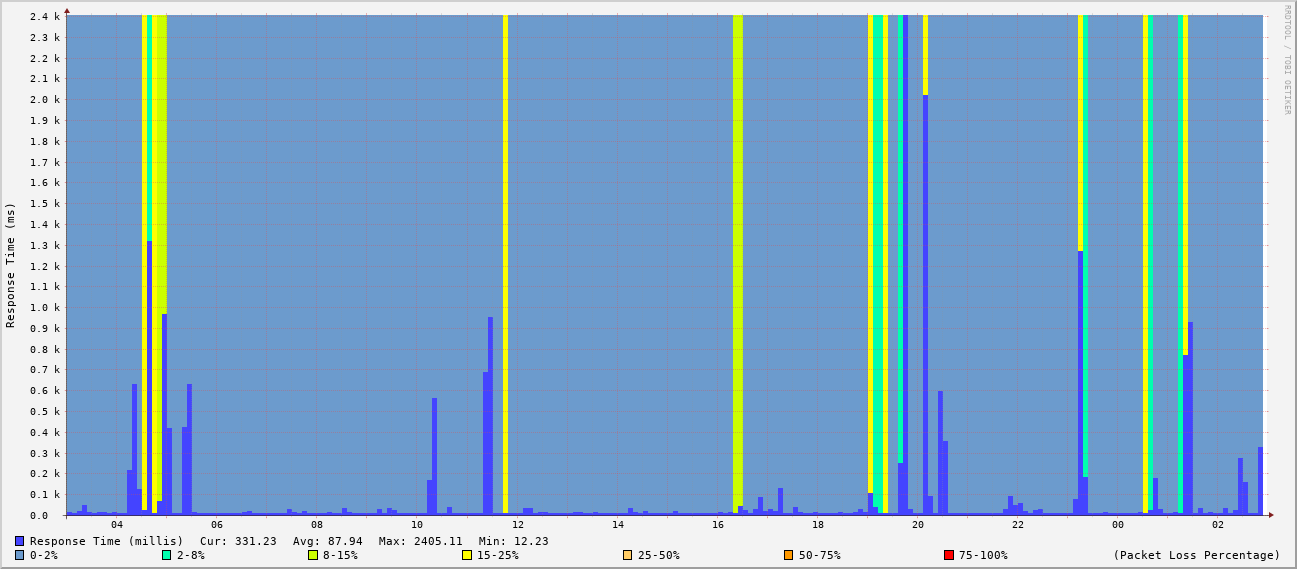 RRDTOOL / TOBI OETIKER
Response Time (ms)
2.4 k
2.3 k
2.2 k
2.1 k
2.0 k
1.9 k
1.8 k
1.7 k
1.6 k
1.5 k
1.4 k
1.3 k
1.2 k
1.1 k
1.0 k
0.9 k
0.8 k
0.7 k
0.6 k
0.5 k
0.4 k
0.3 k
0.2 k
0.1 k
0.0
04 06 08 10 12 14 16 18 20 22 00 02
Response Time (millis) Cur: 331.23 Avg: 87.94 Max: 2405.11 Min: 12.23
0-2% 2-8% 8-15% 15-25% 25-50% 50-75% 75-100% (Packet Loss Percentage)